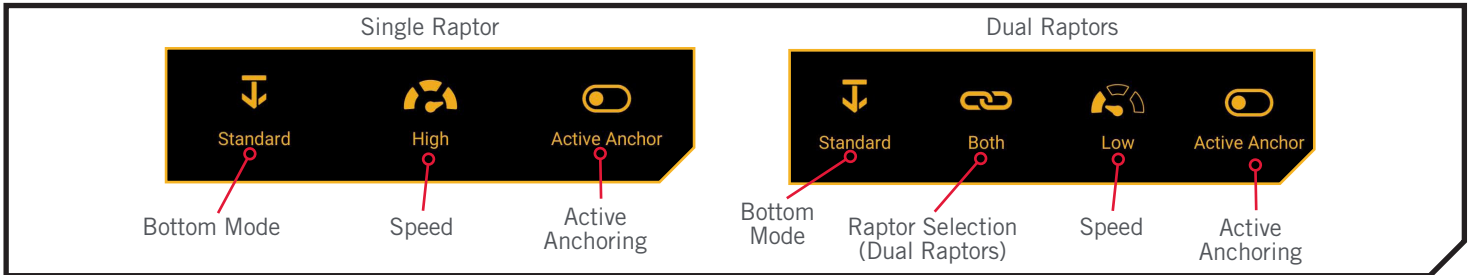 Single Raptor
Standard
High
Active Anchor
Bottom Mode
Speed
Active
Anchoring
Dual Raptors
Standard
Both
Low
Active Anchor
Bottom
Mode
Raptor Selection
(Dual Raptors)
Speed
Active
Anchoring